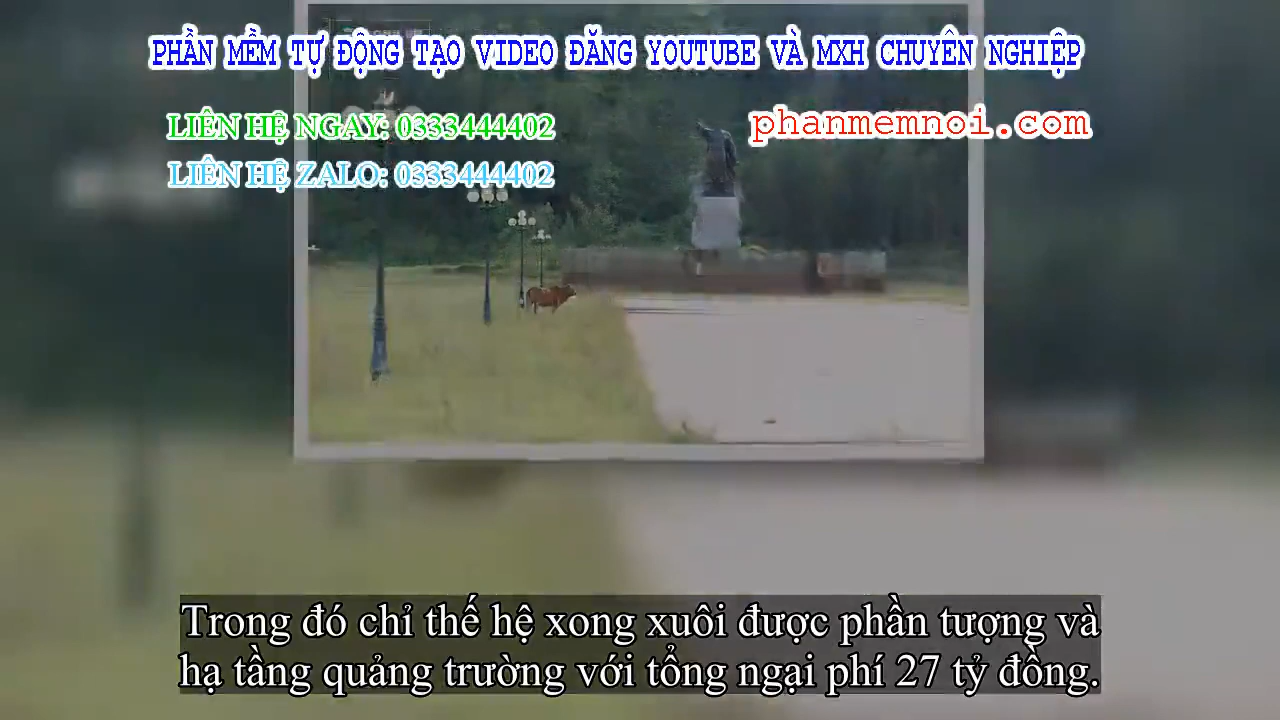 PHẦN MỀM TỰ ĐỘNG TẠO VIDEO ĐĂNG YOUTUBE VÀ MXH CHUYÊN NGHIỆP
LIÊN HỆ NGAY: 0333444402
phanmemnoi.com
LIÊN HỆ ZALO: 0333444402
Trong đó chỉ thế hệ xong xuôi được phần tượng và
hạ tầng quảng trường với tổng ngại phí 27 tỷ đồng.